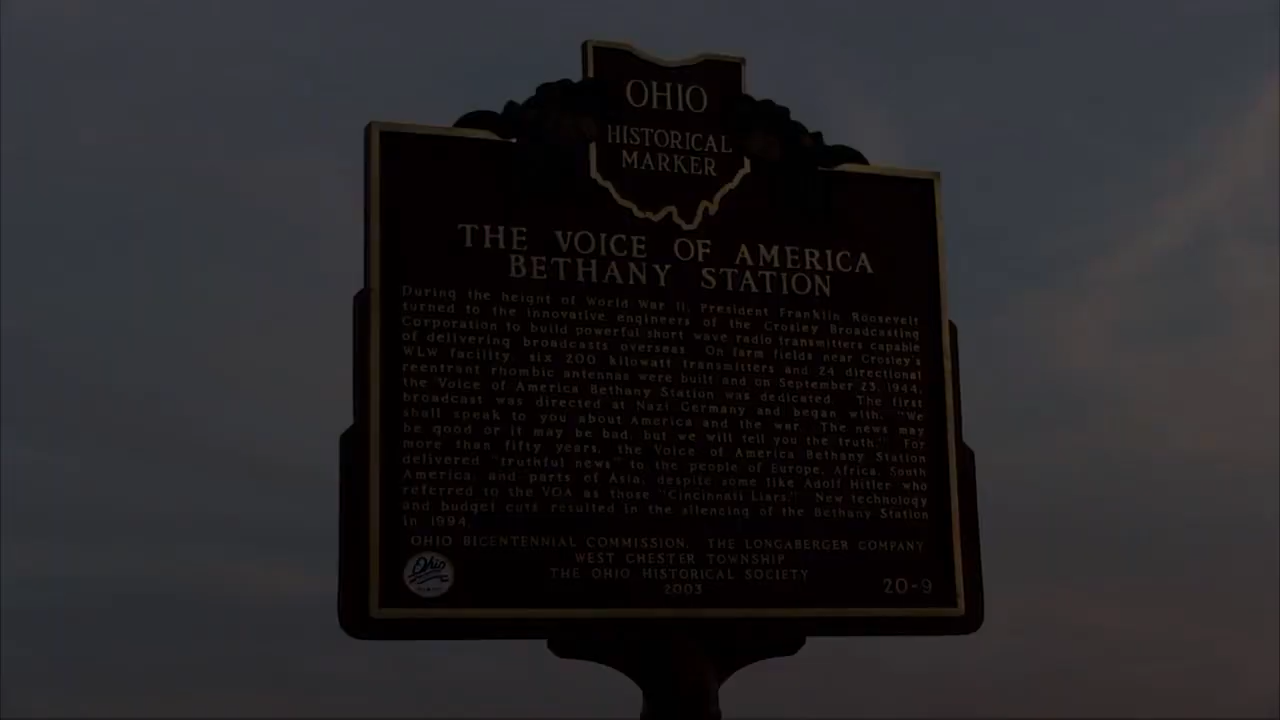 OHIO
HISTORICAL
MARKER
THE VOICE OF AMERICA
BETHANY STATION
During the height of World War II, President Franklin Roosevelt
turned to the innovative engineers of the Crosley Broadcasting
Corporation to build powerful short wave radio transmitters capable
of delivering broadcasts overseas. On farm fields near Crosley's
WLW facility, six 200 kilowatt transmitters and 24 directional
reentrant rhombic antennas were built and on September 23, 1944,
the Voice of America Bethany Station was dedicated. The first
broadcast was directed at Nazi Germany and began with, "We
shall speak to you about America and the war. The news may
be good or it may be bad, but we will tell you the truth." For
more than fifty years, the Voice of America Bethany Station
delivered "truthful news" to the people of Europe, Africa, South
America, and parts of Asia, despite some like Adolf Hitler who
referred to the VOA as those "Cincinnati Liars." New technology
and budget cuts resulted in the silencing of the Bethany Station
in 1994.
OHIO BICENTENNIAL COMMISSION, THE LONGABERGER COMPANY
WEST CHESTER TOWNSHIP
THE OHIO HISTORICAL SOCIETY
2003
20-9
Ohio